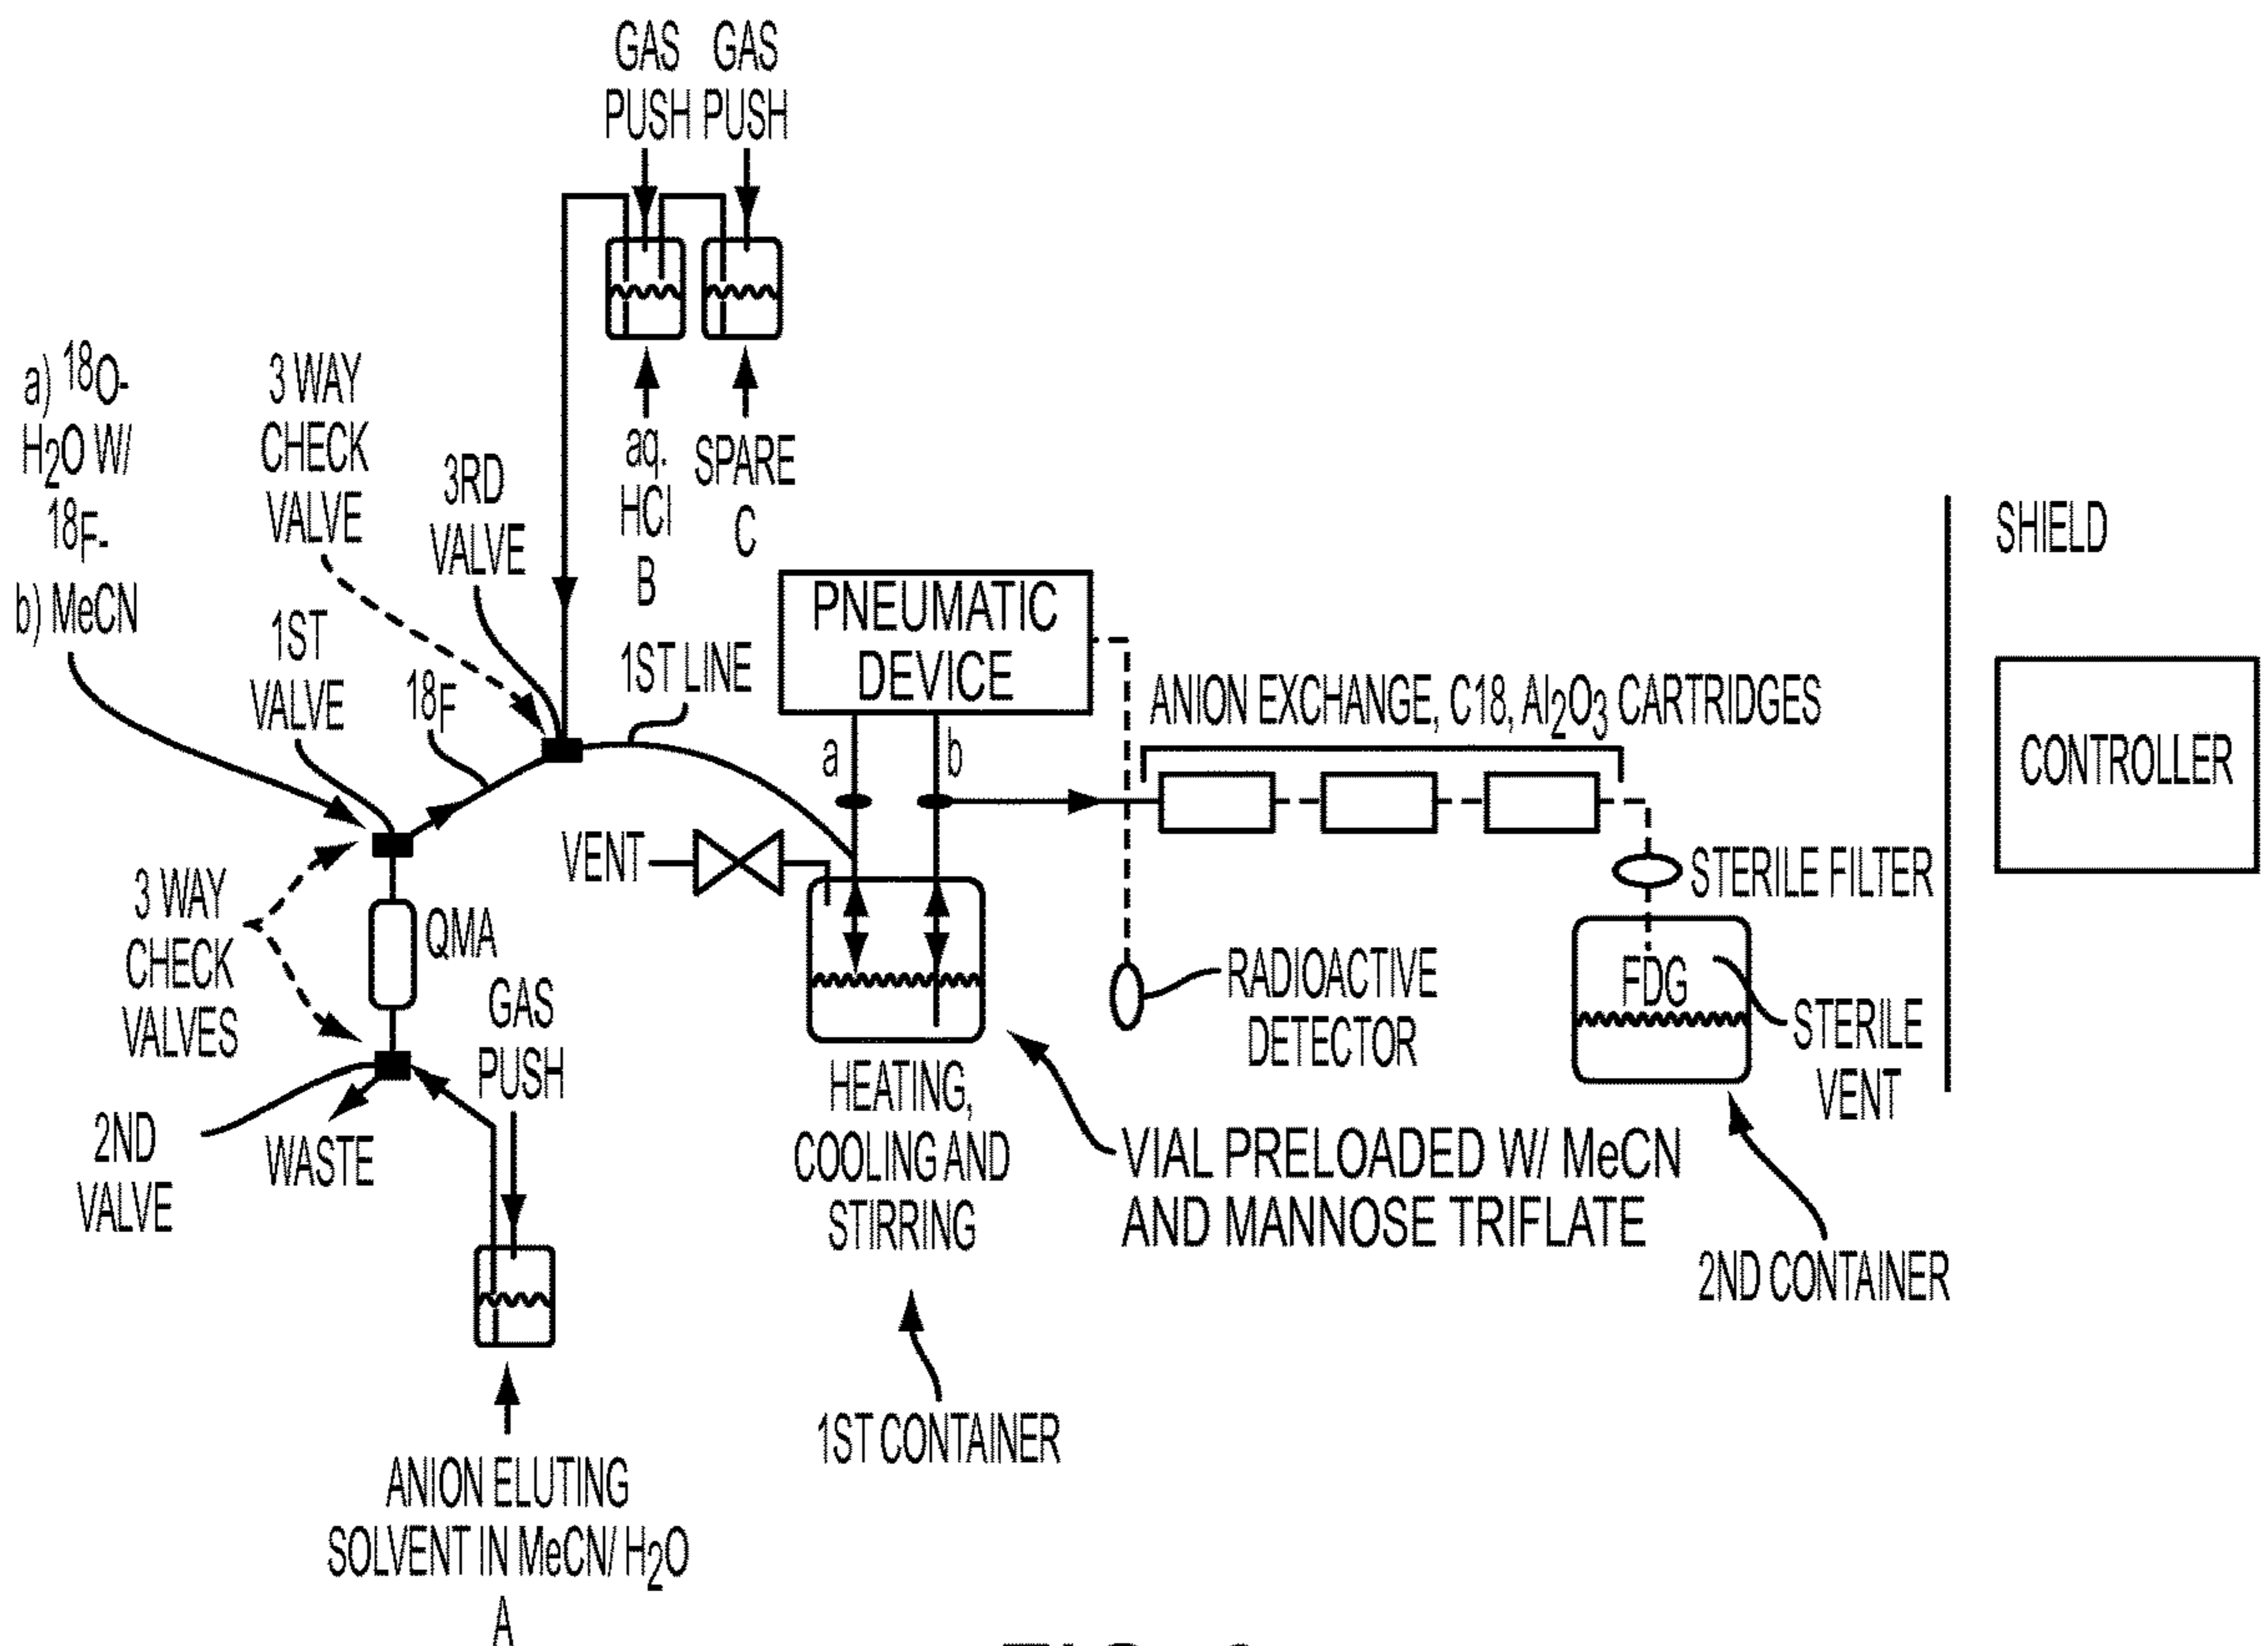 GAS
PUSH
GAS
PUSH
a) 18O-
H2O W/
18F-
b) MeCN
3 WAY
CHECK
VALVE
3RD
VALVE
aq.
HCl
B
SPARE
C
1ST
VALVE
18F
1ST LINE
PNEUMATIC
DEVICE
a
b
ANION EXCHANGE, C18, Al2O3 CARTRIDGES
SHIELD
CONTROLLER
VENT
3 WAY
CHECK
VALVES
QMA
GAS
PUSH
STERILE FILTER
FDG
STERILE
VENT
RADIOACTIVE
DETECTOR
2ND
VALVE
WASTE
HEATING,
COOLING AND
STIRRING
VIAL PRELOADED W/ MeCN
AND MANNOSE TRIFLATE
2ND CONTAINER
1ST CONTAINER
ANION ELUTING
SOLVENT IN MeCN/ H2O
A